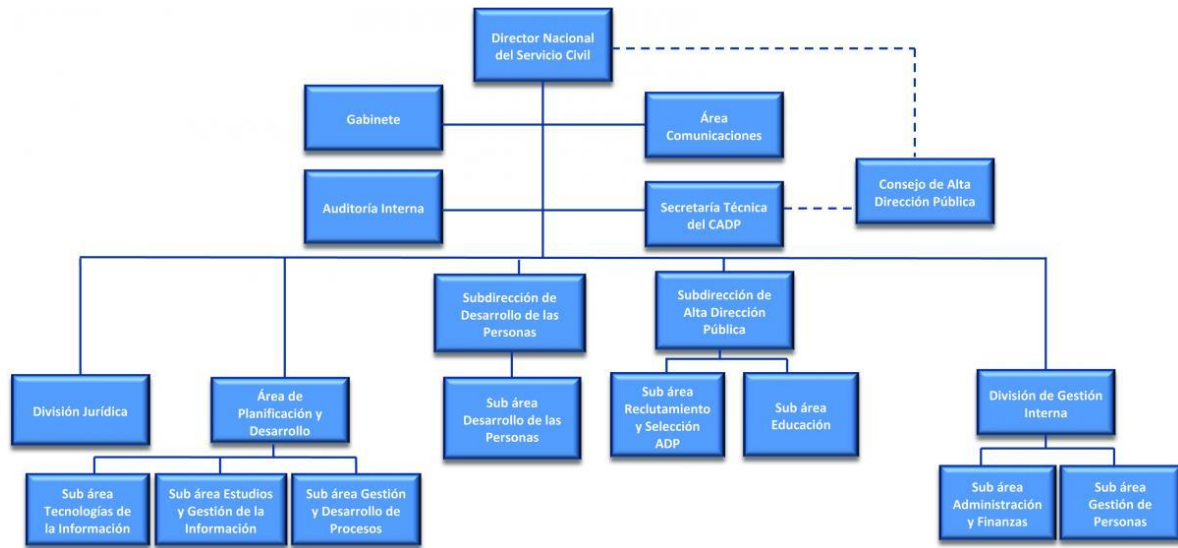 Director Nacional
del Servicio Civil
Gabinete
Área
Comunicaciones
Consejo de Alta
Dirección Pública
Auditoría Interna
Secretaría Técnica
del CADP
Subdirección de
Desarrollo de las
Personas
Subdirección de
Alta Dirección
Pública
División Jurídica
Área de
Planificación y
Desarrollo
Sub área
Desarrollo de las
Personas
Sub área
Reclutamiento
y Selección
ADP
Sub área
Educación
División de Gestión
Interna
Sub área
Tecnologías de
la Información
Sub área Estudios
y Gestión de la
Información
Sub área Gestión
y Desarrollo de
Procesos
Sub área
Administración
y Finanzas
Sub área
Gestión de
Personas